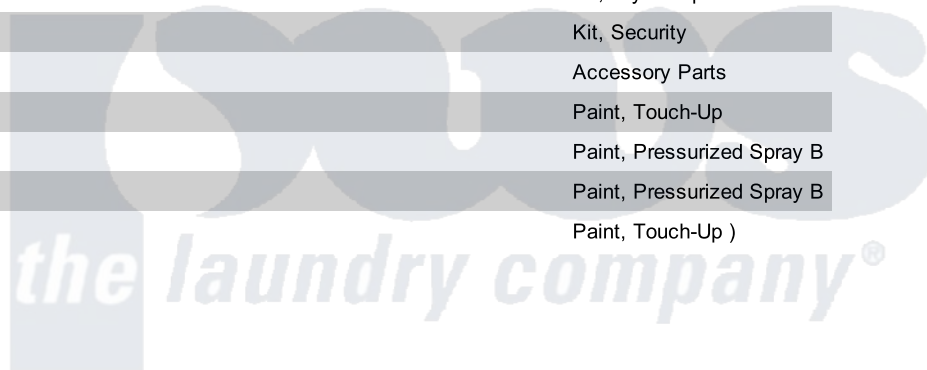 Kit, Security
Accessory Parts
Paint, Touch-Up
Paint, Pressurized Spray B
Paint, Pressurized Spray B
Paint, Touch-Up )
the laundry company®